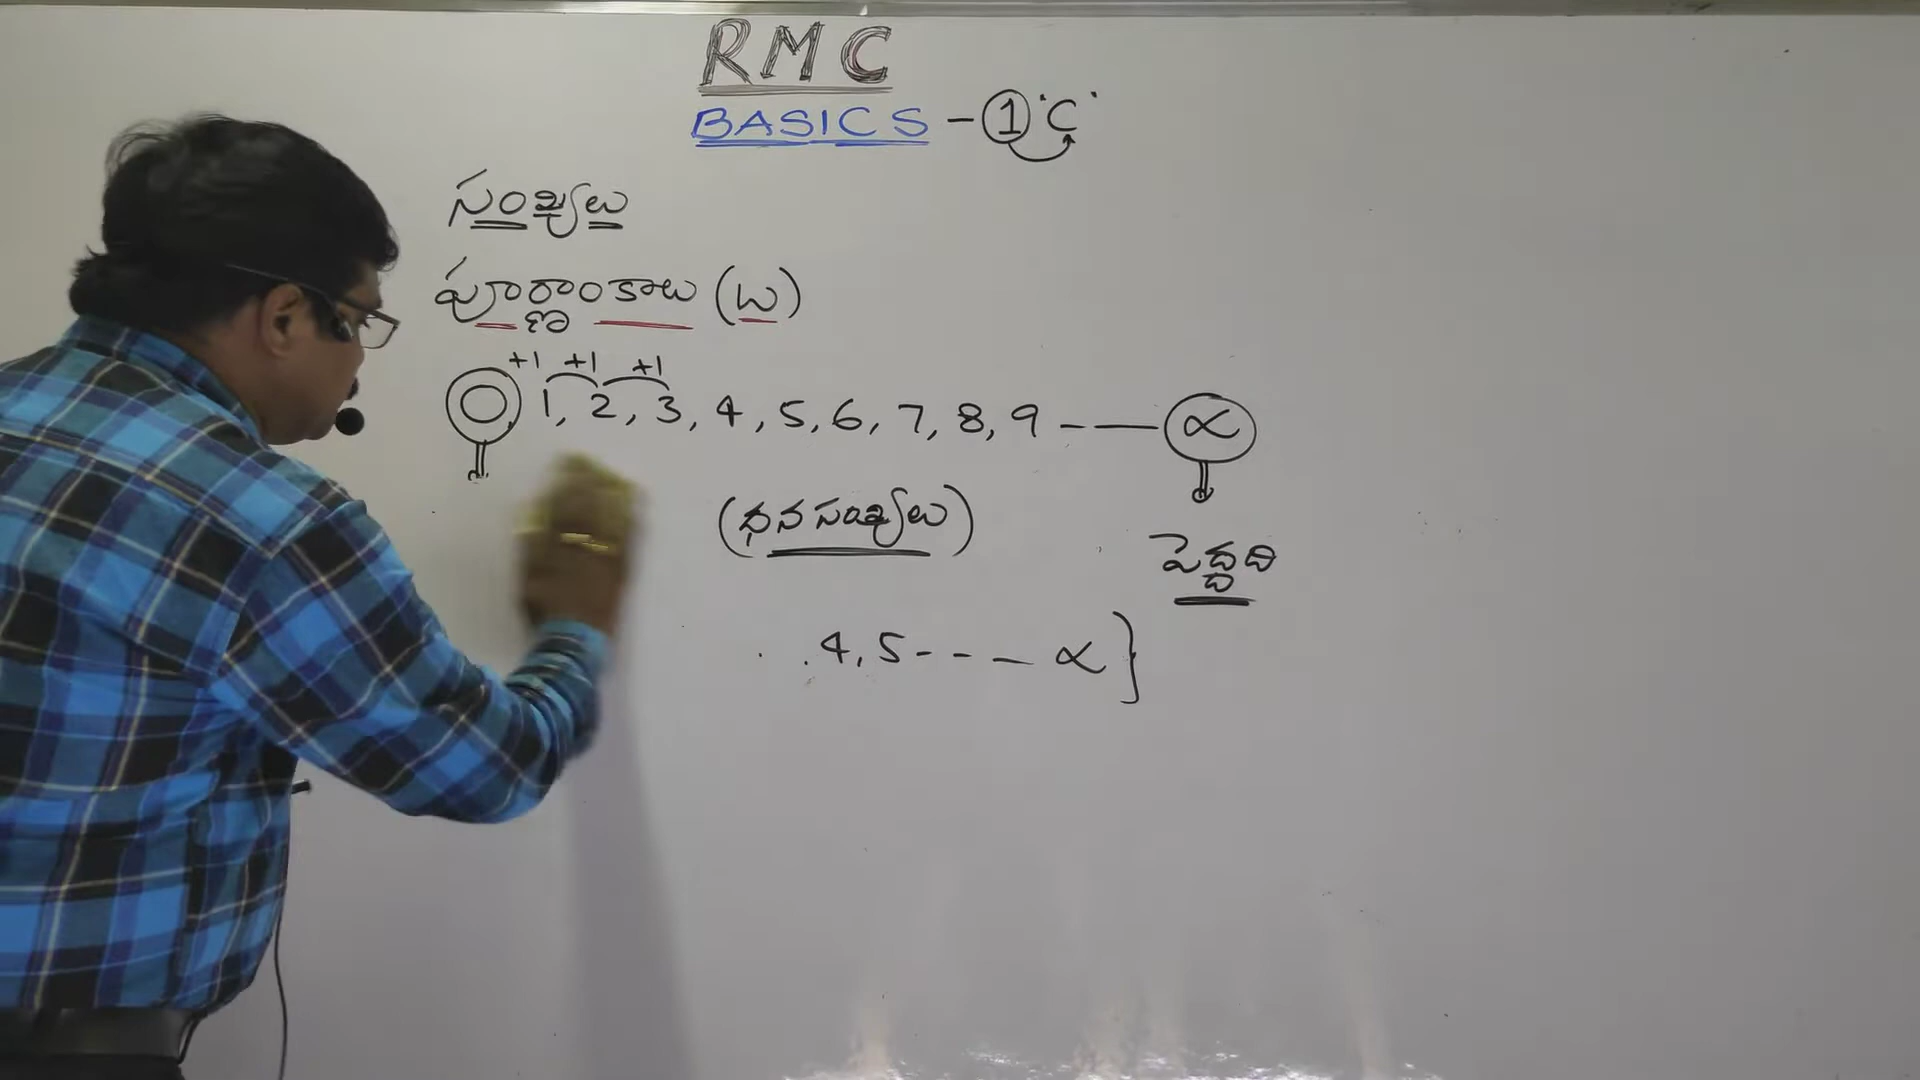 RMC
BASICS - 1 'C'
సంఖ్యలు
పూర్ణాంకాలు (W)
+1 +1 +1
0 1, 2, 3, 4, 5, 6, 7, 8, 9 - — ∝
(ధన సంఖ్యలు)
పెద్దది
4, 5 - - - — ∝ }